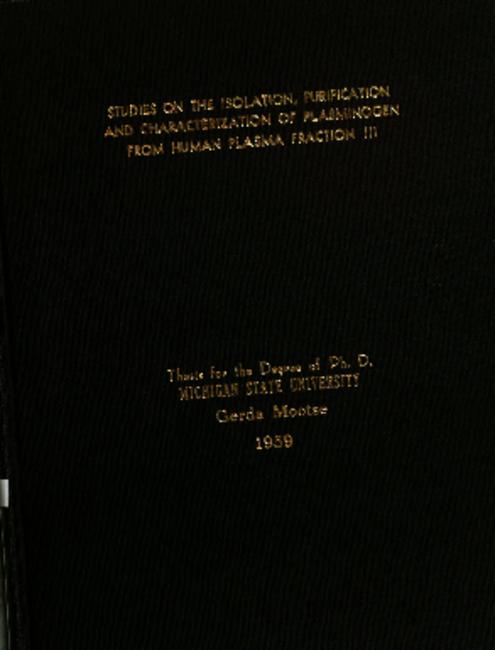 STUDIES ON THE ISOLATION, PURIFICATION
AND CHARACTERIZATION OF PLASMINOGEN
FROM HUMAN PLASMA FRACTION III
Thesis for the Degree of Ph. D.
MICHIGAN STATE UNIVERSITY
Gerda Mootse
1959